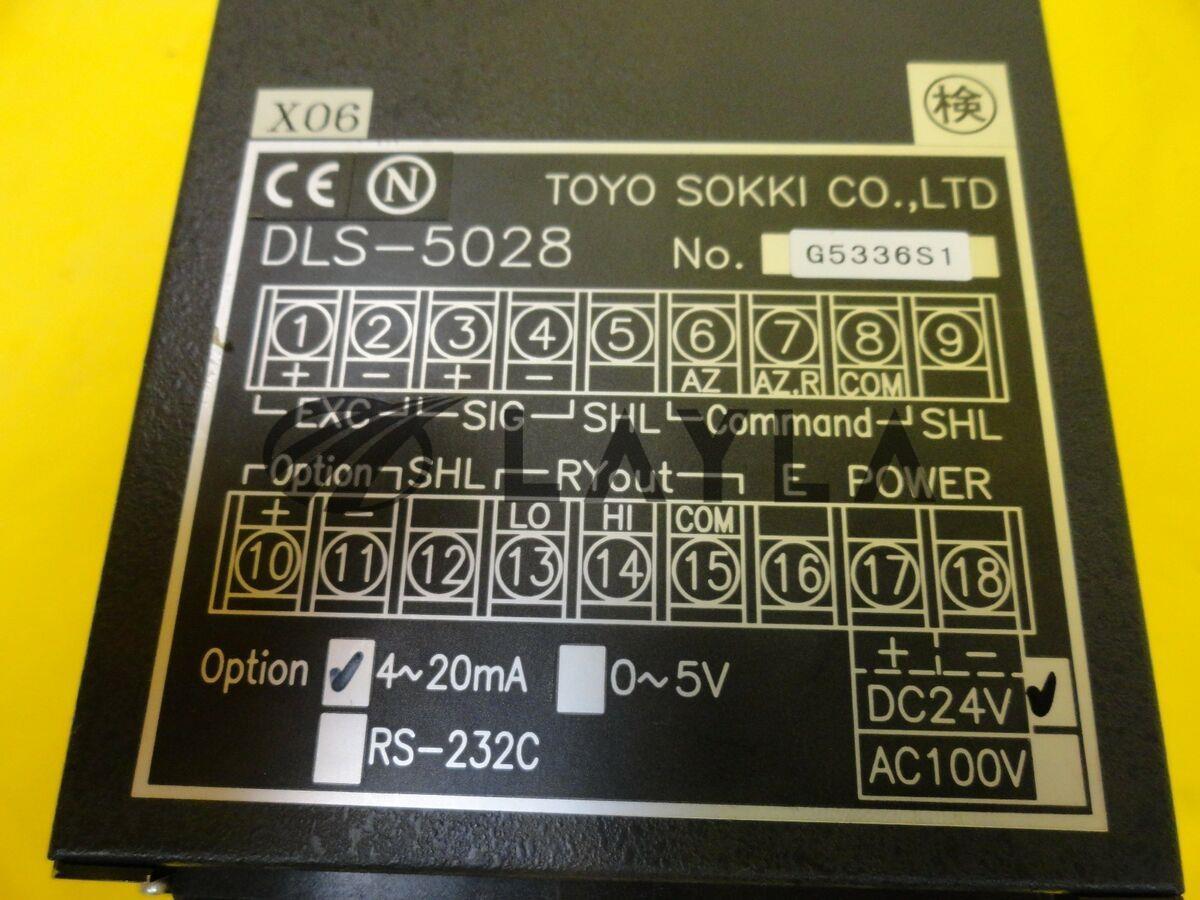 X06
検
CE N TOYO SOKKI CO.,LTD
DLS-5028 No. G5336S1
1 2 3 4 5 6 7 8 9
+ - + - AZ AZ.R COM
EXC SIG SHL Command SHL
LAYLA
Option SHL RYout E POWER
+ - LO HI COM
10 11 12 13 14 15 16 17 18
+ -
Option ✓ 4~20mA 0~5V DC24V ✓
RS-232C AC100V